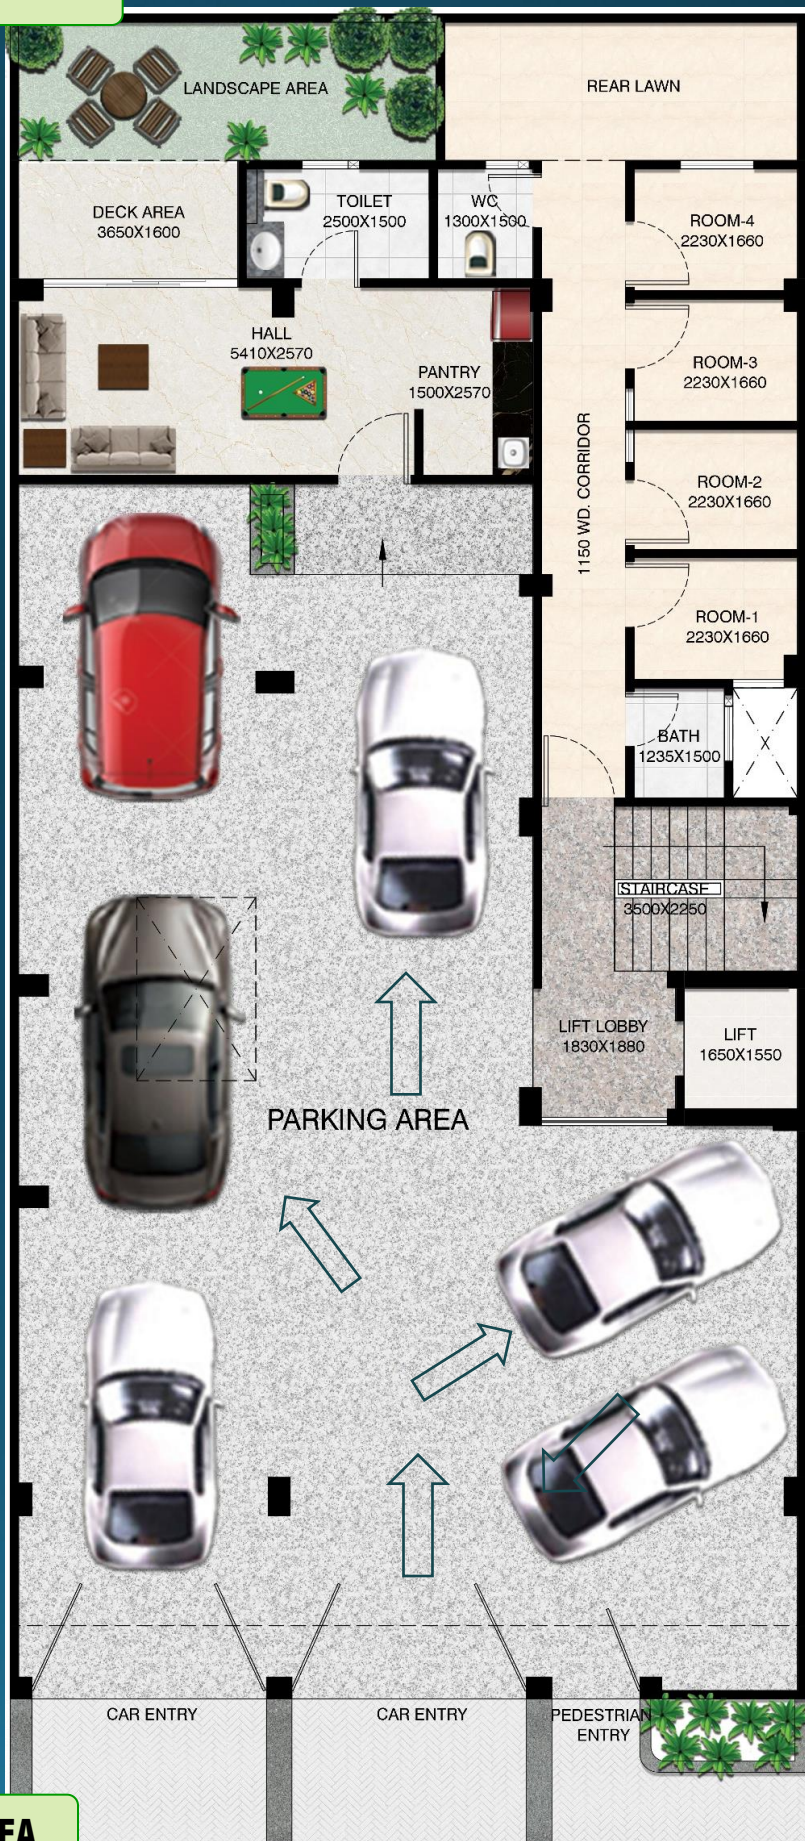 LANDSCAPE AREA
REAR LAWN
DECK AREA
3650X1600
TOILET
2500X1500
WC
1300X1500
ROOM-4
2230X1660
HALL
5410X2570
PANTRY
1500X2570
ROOM-3
2230X1660
1150 WD. CORRIDOR
ROOM-2
2230X1660
ROOM-1
2230X1660
BATH
1235X1500
X
STAIRCASE
3500X2250
LIFT LOBBY
1830X1880
LIFT
1650X1550
PARKING AREA
CAR ENTRY
CAR ENTRY
PEDESTRIAN
ENTRY